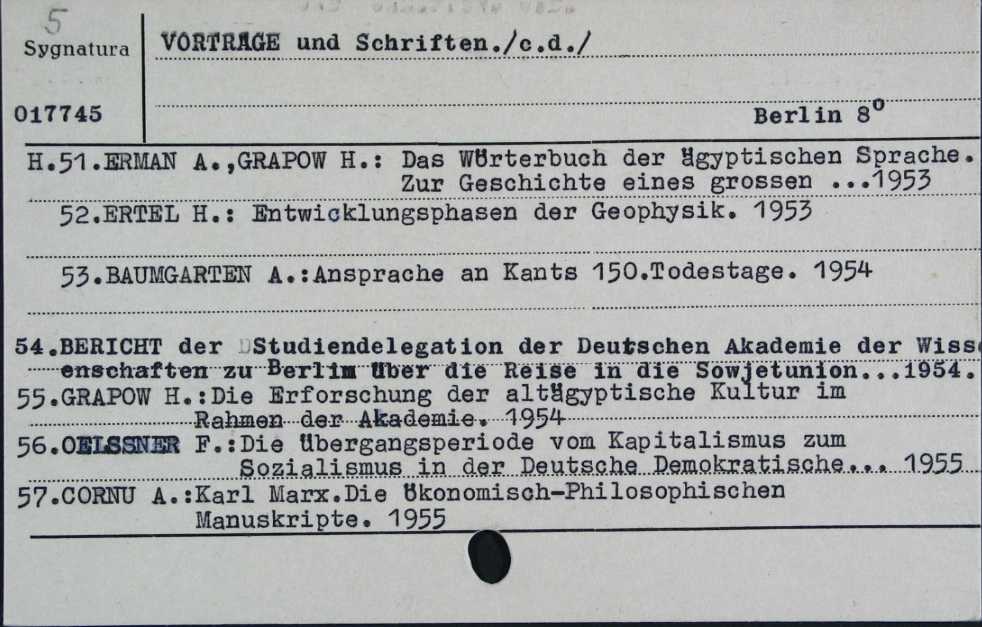 5
Sygnatura
VORTRÄGE und Schriften./c.d./
017745
Berlin 8°
H.51.ERMAN A.,GRAPOW H.: Das Wörterbuch der ägyptischen Sprache.
Zur Geschichte eines grossen ...1953
52.ERTEL H.: Entwicklungsphasen der Geophysik. 1953
53.BAUMGARTEN A.:Ansprache an Kants 150.Todestage. 1954
54.BERICHT der DStudiendelegation der Deutschen Akademie der Wiss
enschaften zu Berlin über die Reise in die Sowjetunion...1954.
55.GRAPOW H.:Die Erforschung der altägyptische Kultur im
Rahmen der Akademie. 1954
56.OELSSNER F.:Die Übergangsperiode vom Kapitalismus zum
Sozialismus in der Deutsche Demokratische... 1955
57.CORNU A.:Karl Marx.Die Ökonomisch-Philosophischen
Manuskripte. 1955